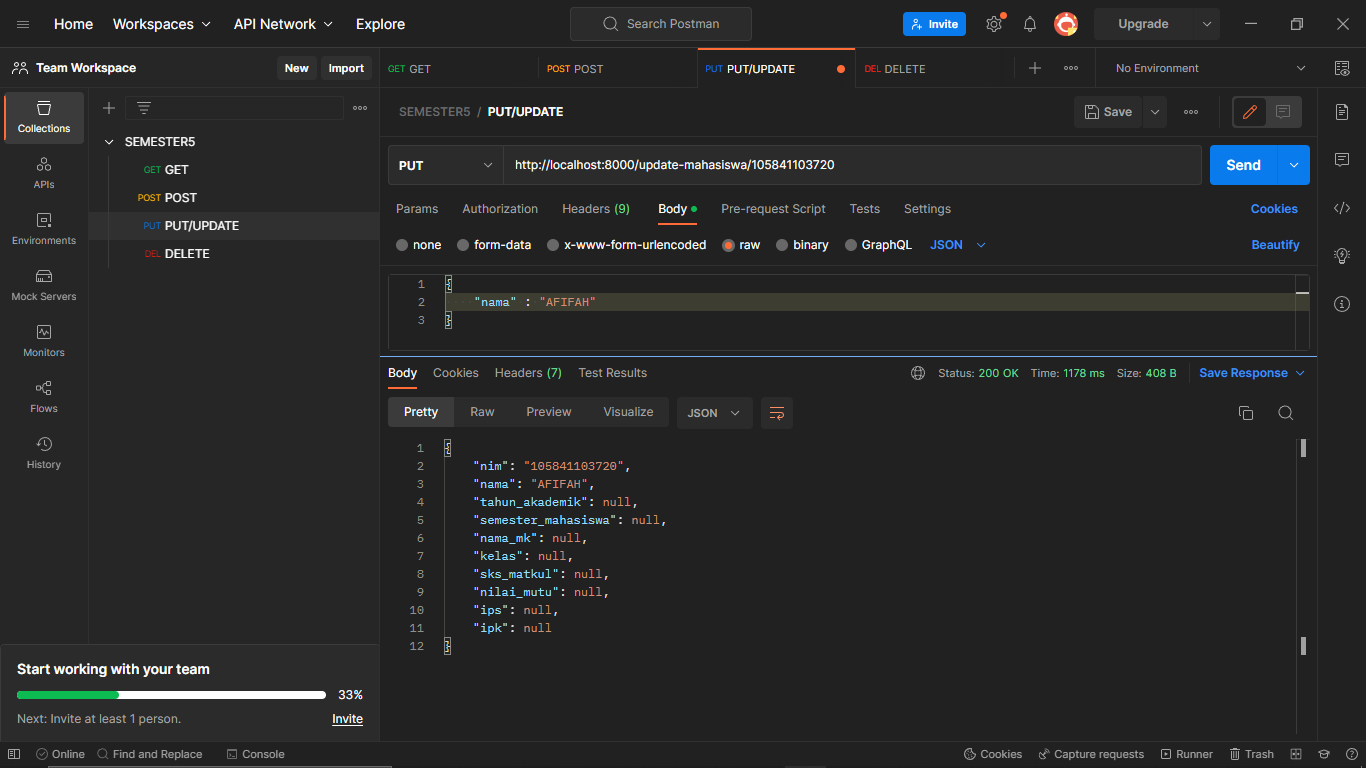 Home Workspaces API Network Explore Search Postman Invite Upgrade
Team Workspace New Import GET GET POST POST PUT PUT/UPDATE DEL DELETE No Environment
Collections
APIs
Environments
Mock Servers
Monitors
Flows
History
SEMESTER5
GET GET
POST POST
PUT PUT/UPDATE
DEL DELETE
SEMESTER5 / PUT/UPDATE Save
PUT http://localhost:8000/update-mahasiswa/105841103720 Send
Params Authorization Headers (9) Body Pre-request Script Tests Settings Cookies
none form-data x-www-form-urlencoded raw binary GraphQL JSON Beautify
1 {
2 "nama" : "AFIFAH"
3 }
Body Cookies Headers (7) Test Results Status: 200 OK Time: 1178 ms Size: 408 B Save Response
Pretty Raw Preview Visualize JSON
1 {
2 "nim": "105841103720",
3 "nama": "AFIFAH",
4 "tahun_akademik": null,
5 "semester_mahasiswa": null,
6 "nama_mk": null,
7 "kelas": null,
8 "sks_matkul": null,
9 "nilai_mutu": null,
10 "ips": null,
11 "ipk": null
12 }
Start working with your team
33%
Next: Invite at least 1 person. Invite
Online Find and Replace Console Cookies Capture requests Runner Trash